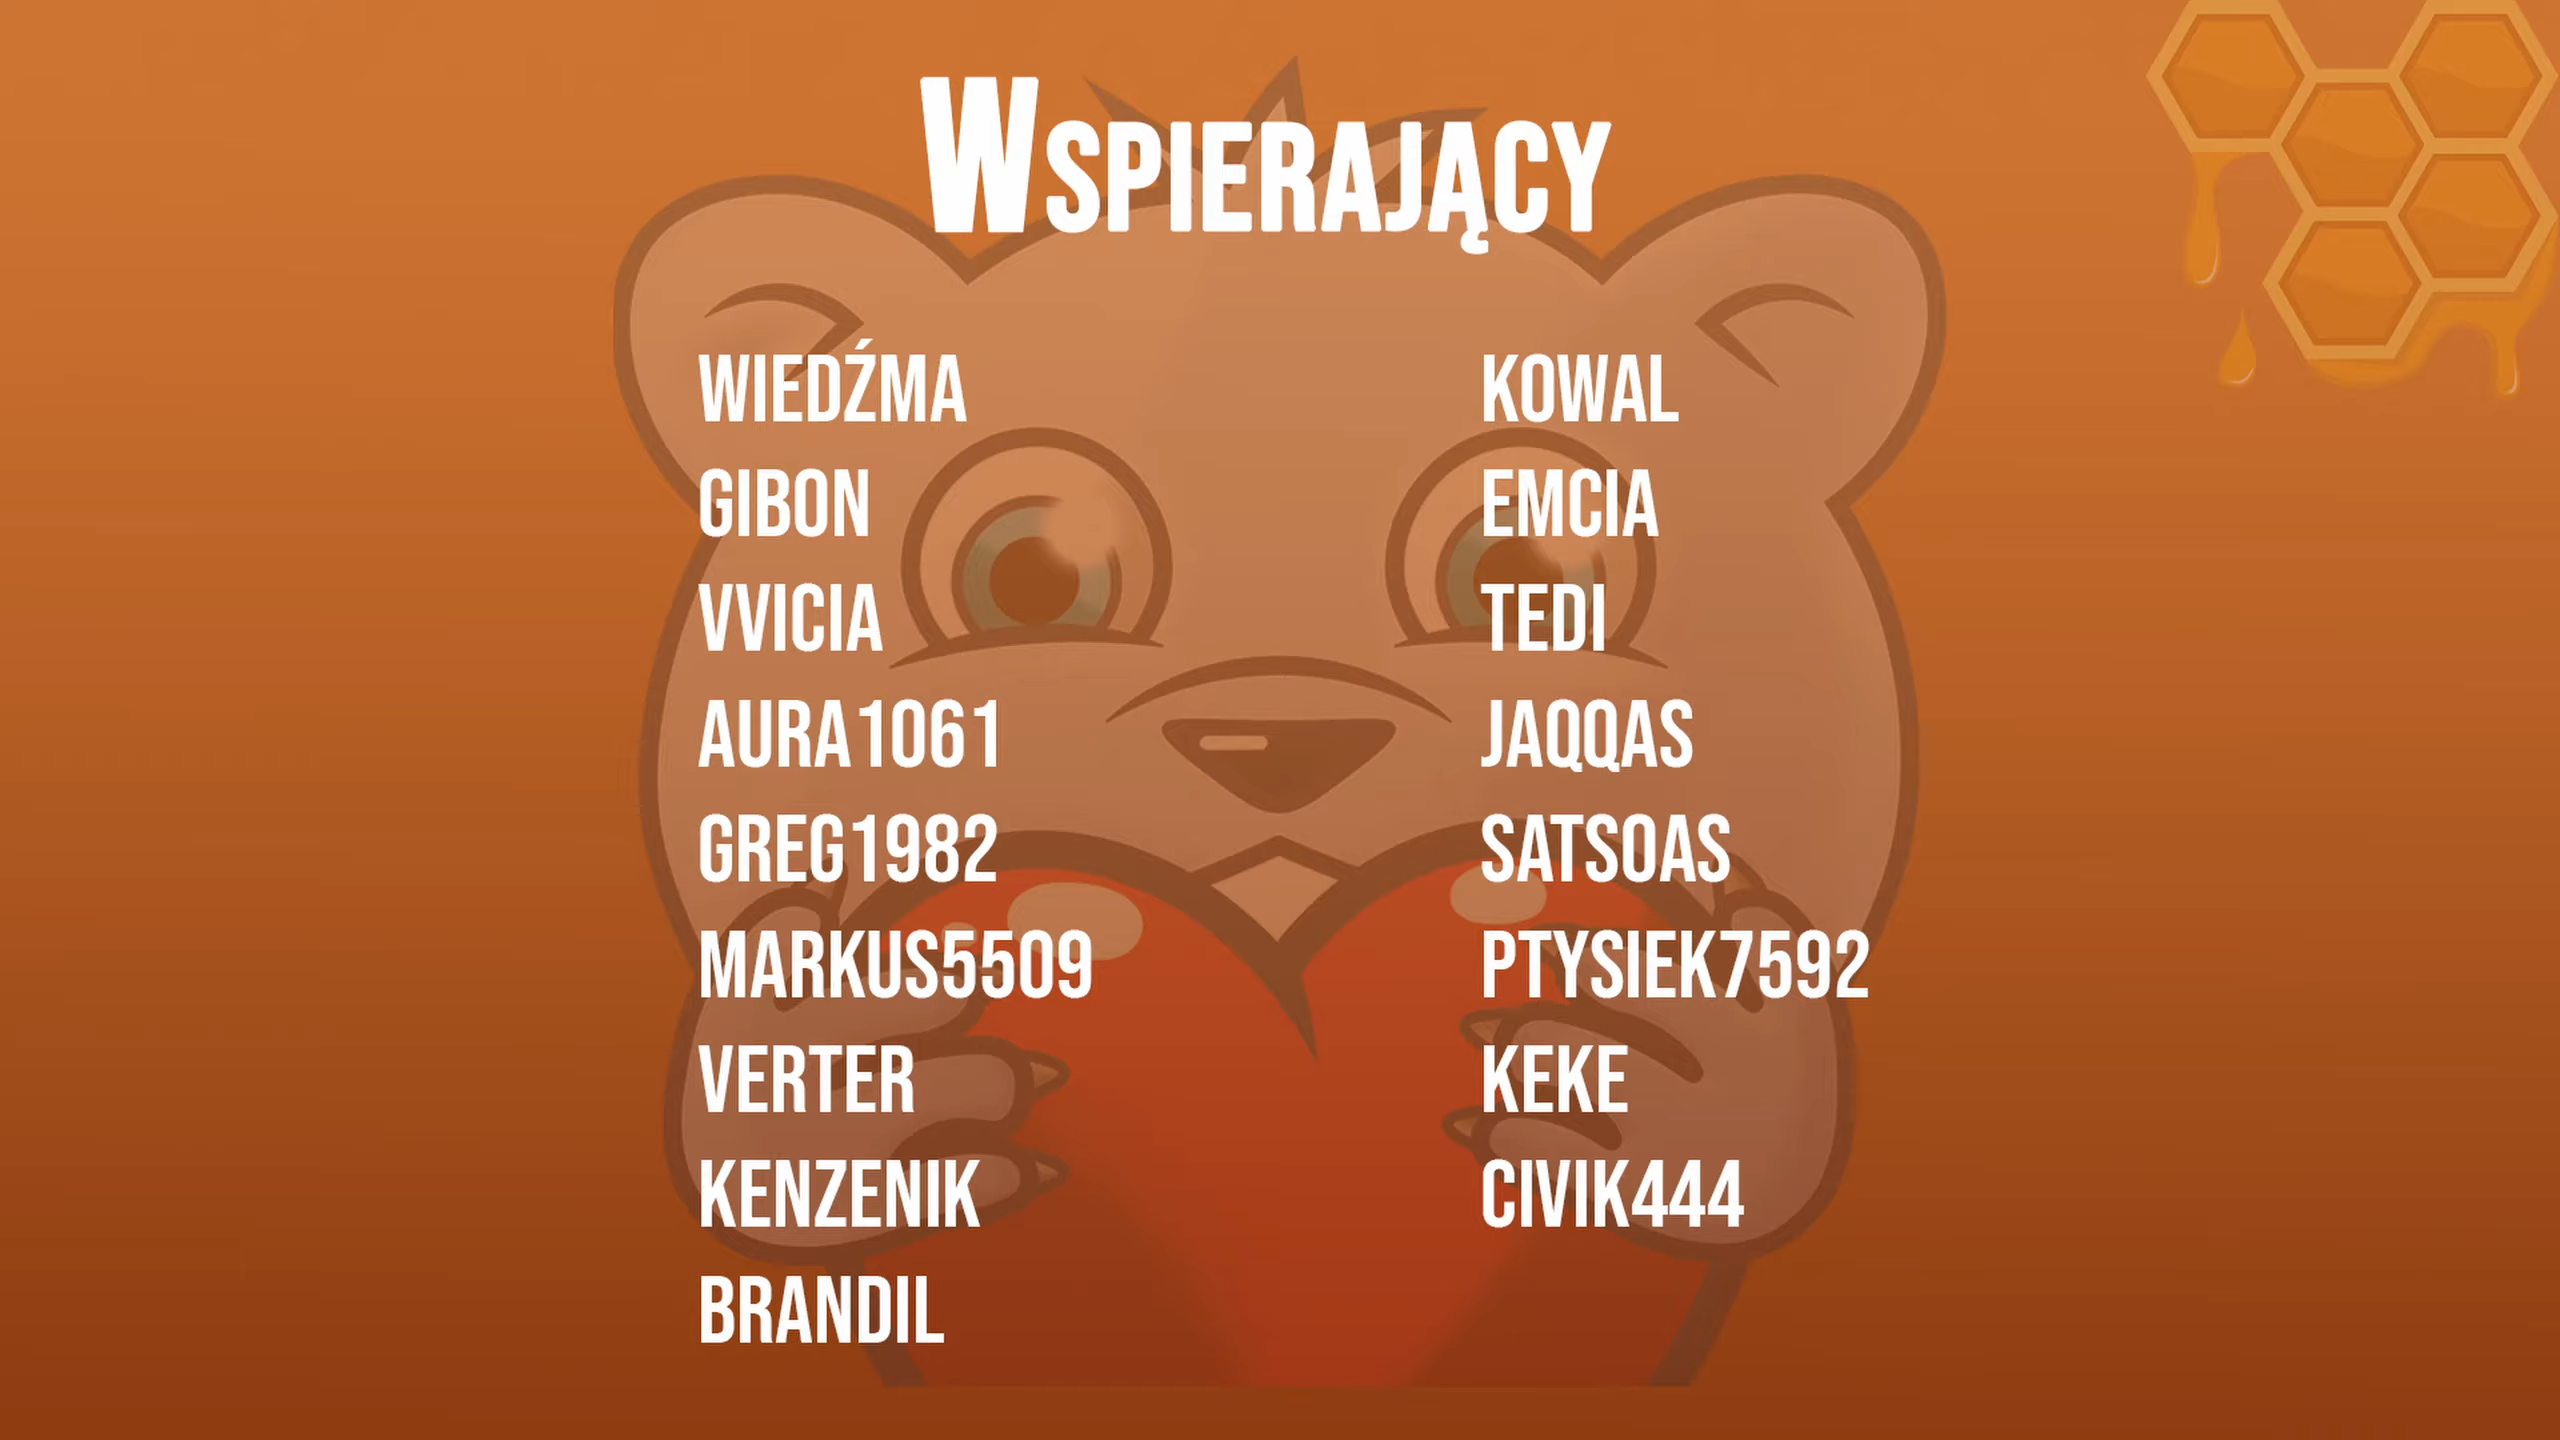 Wspierający
WIEDŹMA
GIBON
VVICIA
AURA1061
GREG1982
MARKUS5509
VERTER
KENZENIK
BRANDIL
KOWAL
EMCIA
TEDI
JAQQAS
SATSOAS
PTYSIEK7592
KEKE
CIVIK444